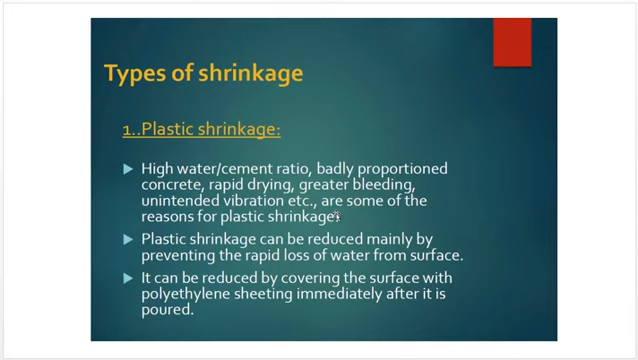 Types of shrinkage
1..Plastic shrinkage:
High water/cement ratio, badly proportioned
concrete, rapid drying, greater bleeding,
unintended vibration etc., are some of the
reasons for plastic shrinkage.
Plastic shrinkage can be reduced mainly by
preventing the rapid loss of water from surface.
It can be reduced by covering the surface with
polyethylene sheeting immediately after it is
poured.